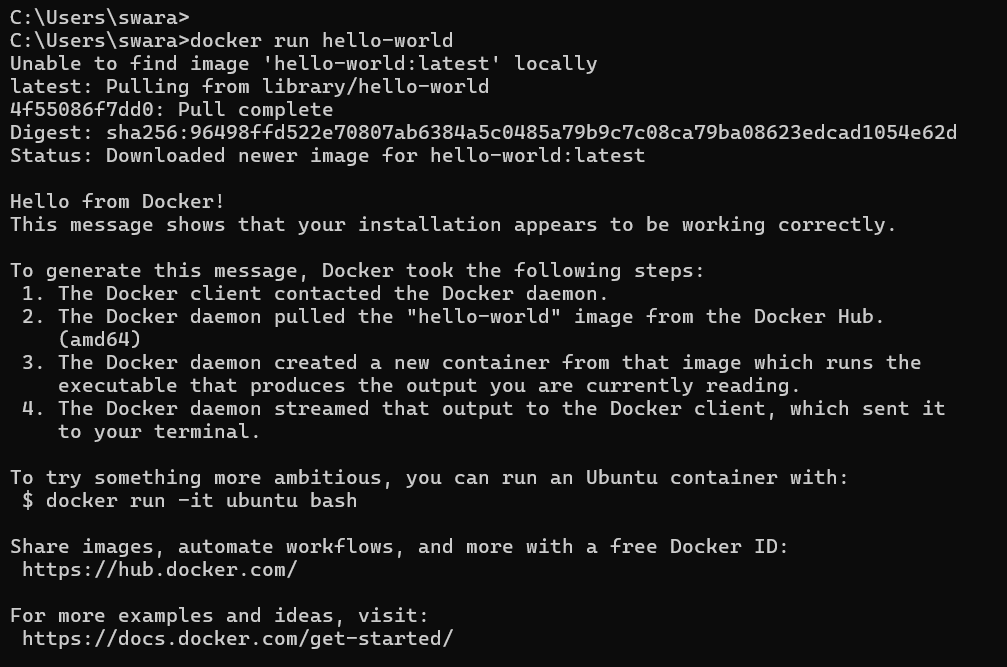 C:\Users\swara>
C:\Users\swara>docker run hello-world
Unable to find image 'hello-world:latest' locally
latest: Pulling from library/hello-world
4f55086f7dd0: Pull complete
Digest: sha256:96498ffd522e70807ab6384a5c0485a79b9c7c08ca79ba08623edcad1054e62d
Status: Downloaded newer image for hello-world:latest

Hello from Docker!
This message shows that your installation appears to be working correctly.

To generate this message, Docker took the following steps:
 1. The Docker client contacted the Docker daemon.
 2. The Docker daemon pulled the "hello-world" image from the Docker Hub.
    (amd64)
 3. The Docker daemon created a new container from that image which runs the
    executable that produces the output you are currently reading.
 4. The Docker daemon streamed that output to the Docker client, which sent it
    to your terminal.

To try something more ambitious, you can run an Ubuntu container with:
 $ docker run -it ubuntu bash

Share images, automate workflows, and more with a free Docker ID:
 https://hub.docker.com/

For more examples and ideas, visit:
 https://docs.docker.com/get-started/